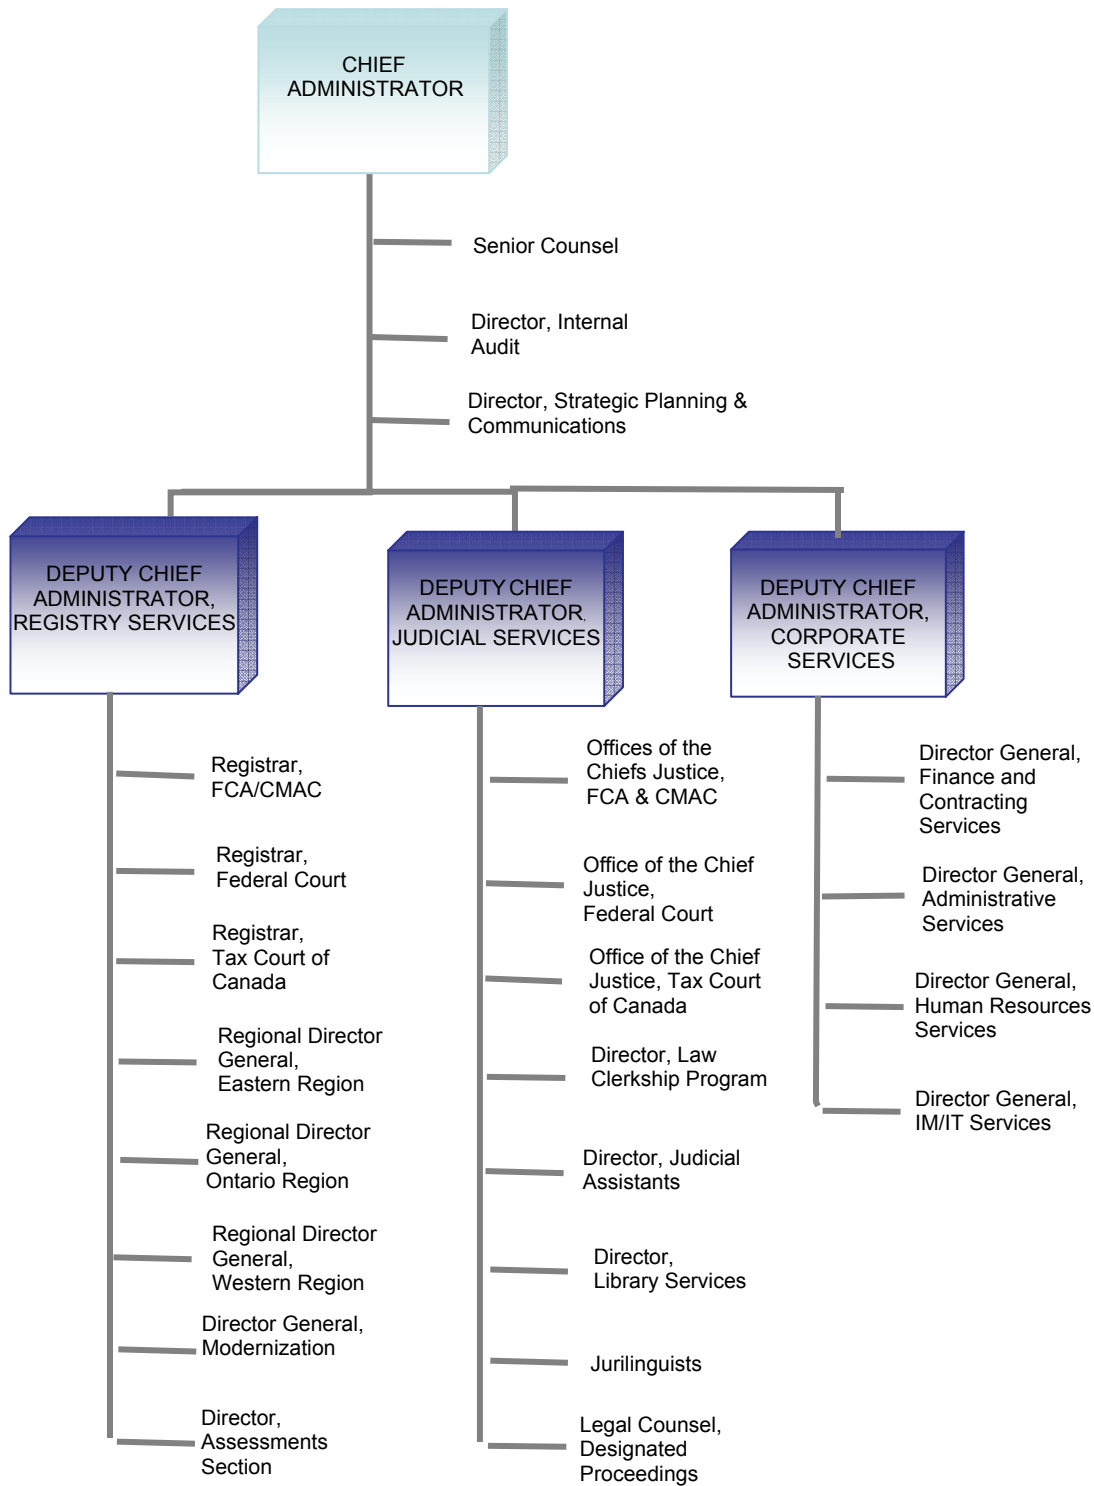 CHIEF
ADMINISTRATOR
Senior Counsel
Director, Internal
Audit
Director, Strategic Planning &
Communications
DEPUTY CHIEF
ADMINISTRATOR,
REGISTRY SERVICES
Registrar,
FCA/CMAC
Registrar,
Federal Court
Registrar,
Tax Court of
Canada
Regional Director
General,
Eastern Region
Regional Director
General,
Ontario Region
Regional Director
General,
Western Region
Director General,
Modernization
Director,
Assessments
Section
DEPUTY CHIEF
ADMINISTRATOR,
JUDICIAL SERVICES
Offices of the
Chiefs Justice,
FCA & CMAC
Office of the Chief
Justice,
Federal Court
Office of the Chief
Justice, Tax Court
of Canada
Director, Law
Clerkship Program
Director, Judicial
Assistants
Director,
Library Services
Jurilinguists
Legal Counsel,
Designated
Proceedings
DEPUTY CHIEF
ADMINISTRATOR,
CORPORATE
SERVICES
Director General,
Finance and
Contracting
Services
Director General,
Administrative
Services
Director General,
Human Resources
Services
Director General,
IM/IT Services